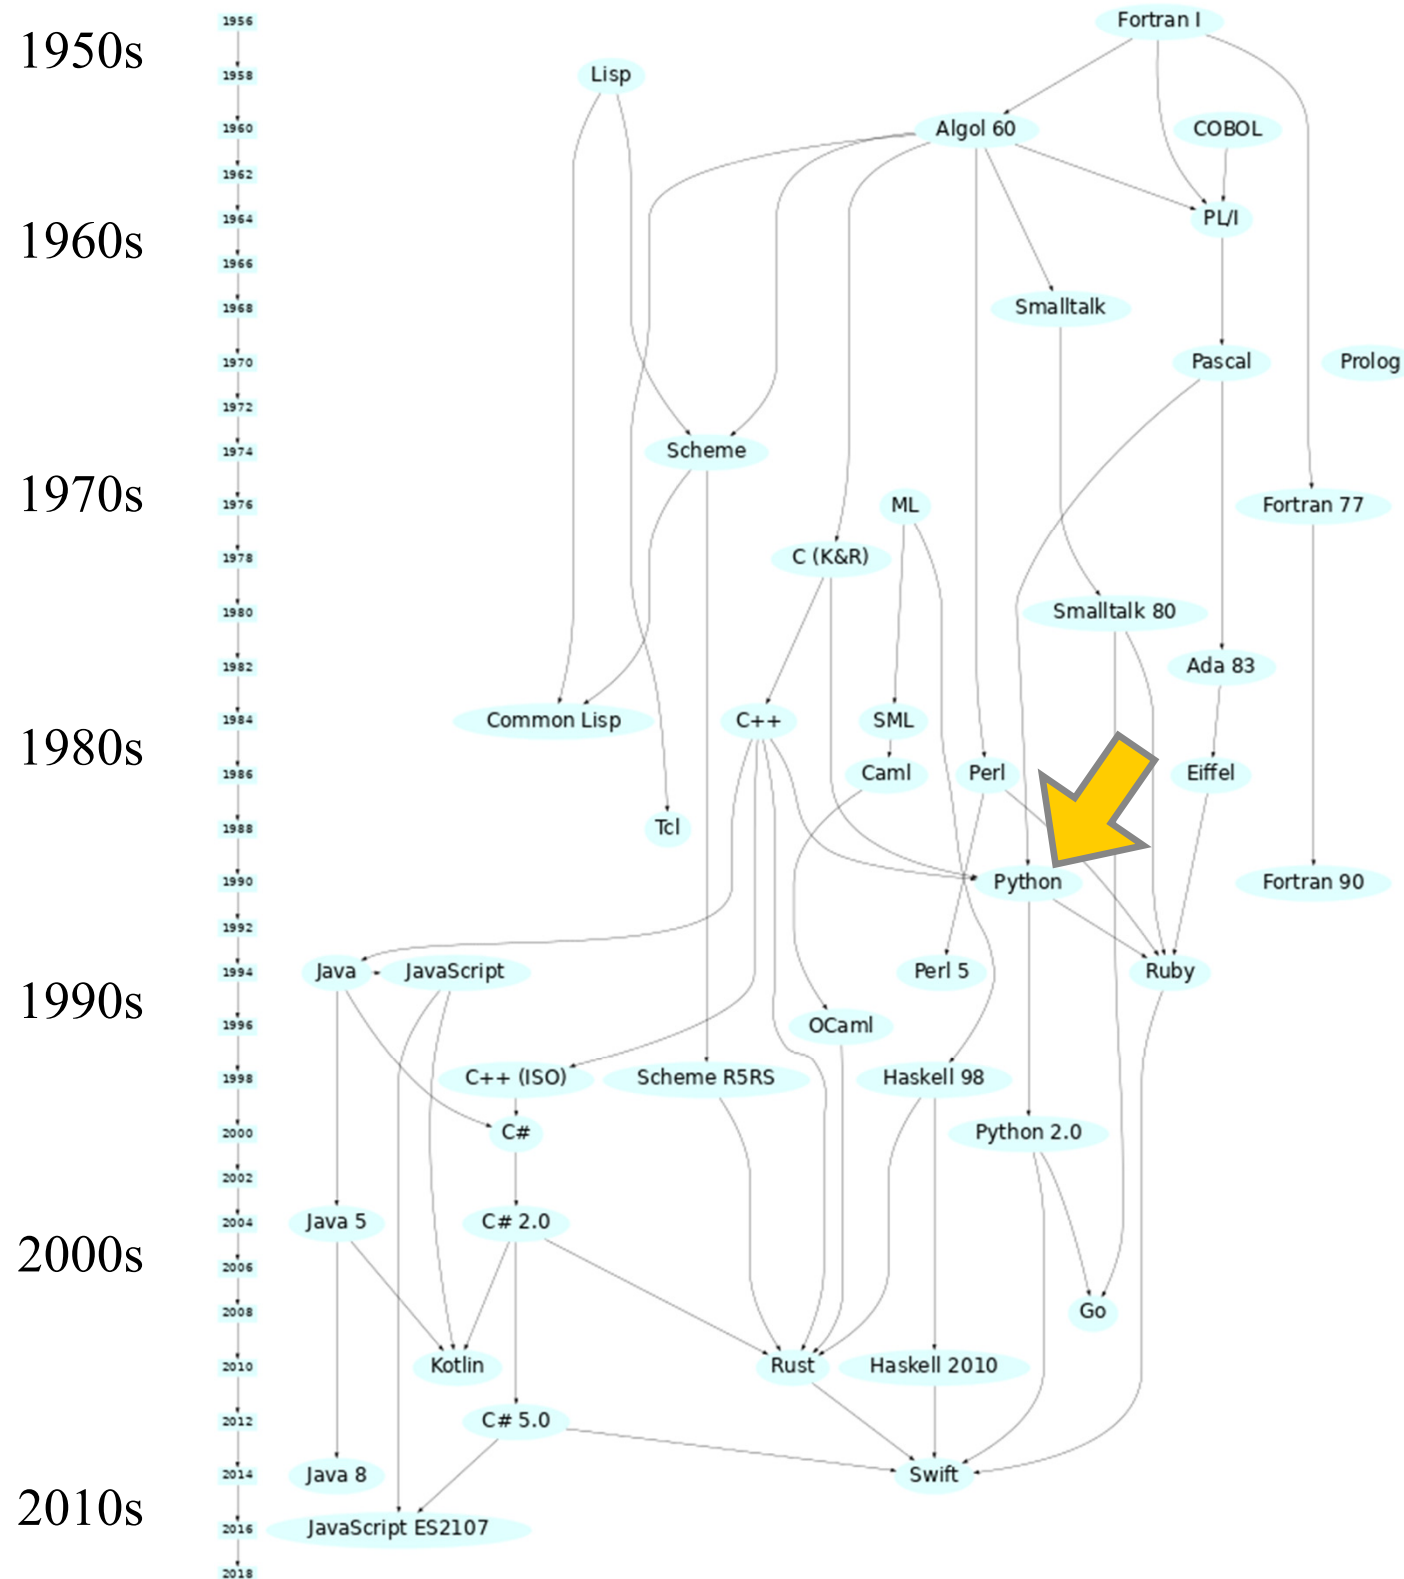 1956
Fortran I
1950s
Lisp
1958
1960
Algol 60
COBOL
1962
1964
PL/I
1960s
1966
1968
Smalltalk
1970
Pascal
Prolog
1972
1974
Scheme
1970s
1976
ML
Fortran 77
1978
C (K&R)
1980
Smalltalk 80
1982
Ada 83
1984
Common Lisp
C++
SML
1980s
1986
Caml
Perl
Eiffel
1988
Tcl
1990
Python
Fortran 90
1992
1994
Java
JavaScript
Perl 5
Ruby
1990s
1996
OCaml
1998
C++ (ISO)
Scheme R5RS
Haskell 98
2000
C#
Python 2.0
2002
2004
Java 5
C# 2.0
2000s
2006
2008
Go
2010
Kotlin
Rust
Haskell 2010
2012
C# 5.0
2014
Java 8
Swift
2010s
2016
JavaScript ES2107
2018